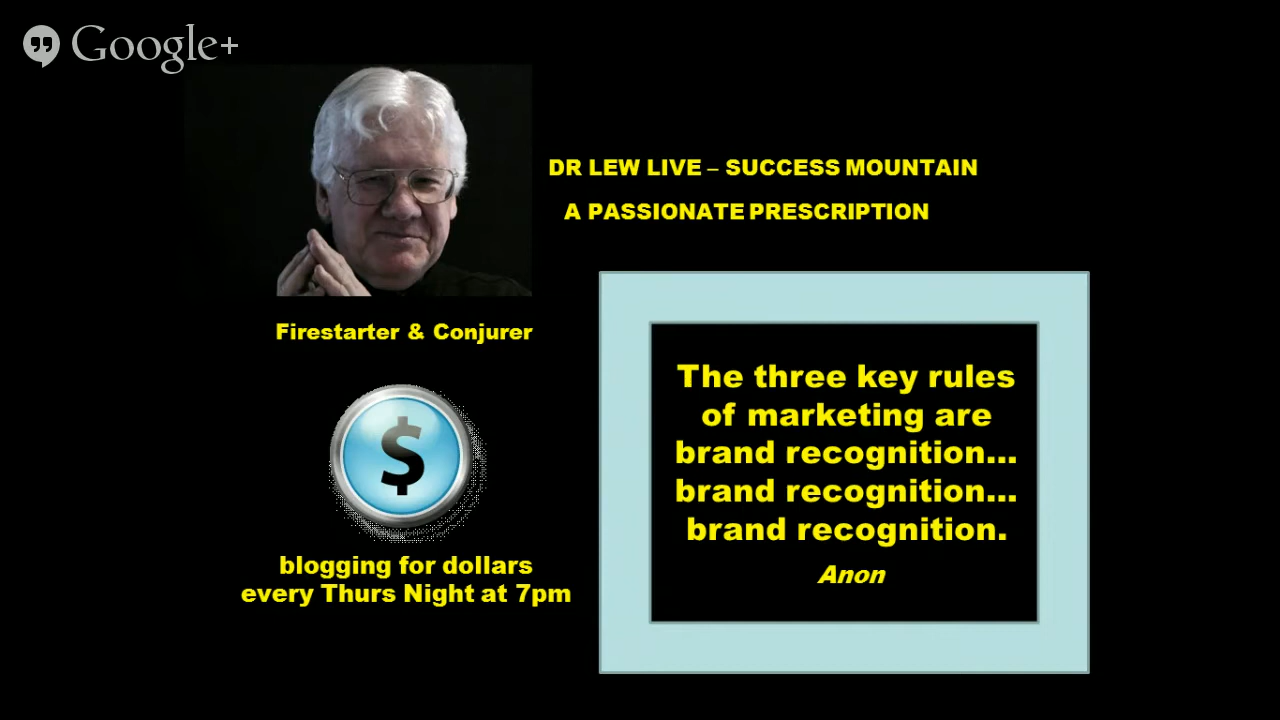 Google+
DR LEW LIVE – SUCCESS MOUNTAIN
A PASSIONATE PRESCRIPTION
Firestarter & Conjurer
$
blogging for dollars
every Thurs Night at 7pm
The three key rules
of marketing are
brand recognition...
brand recognition...
brand recognition.
Anon